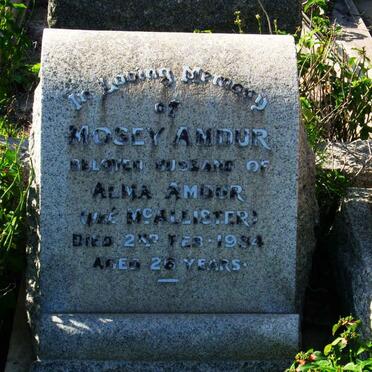 In Loving Memory
OF
MOSEY AMDUR
BELOVED HUSBAND OF
ALMA AMDUR
(NEÉ McALLISTER)
DIED 2ND FEB. 1934
AGED 26 YEARS.